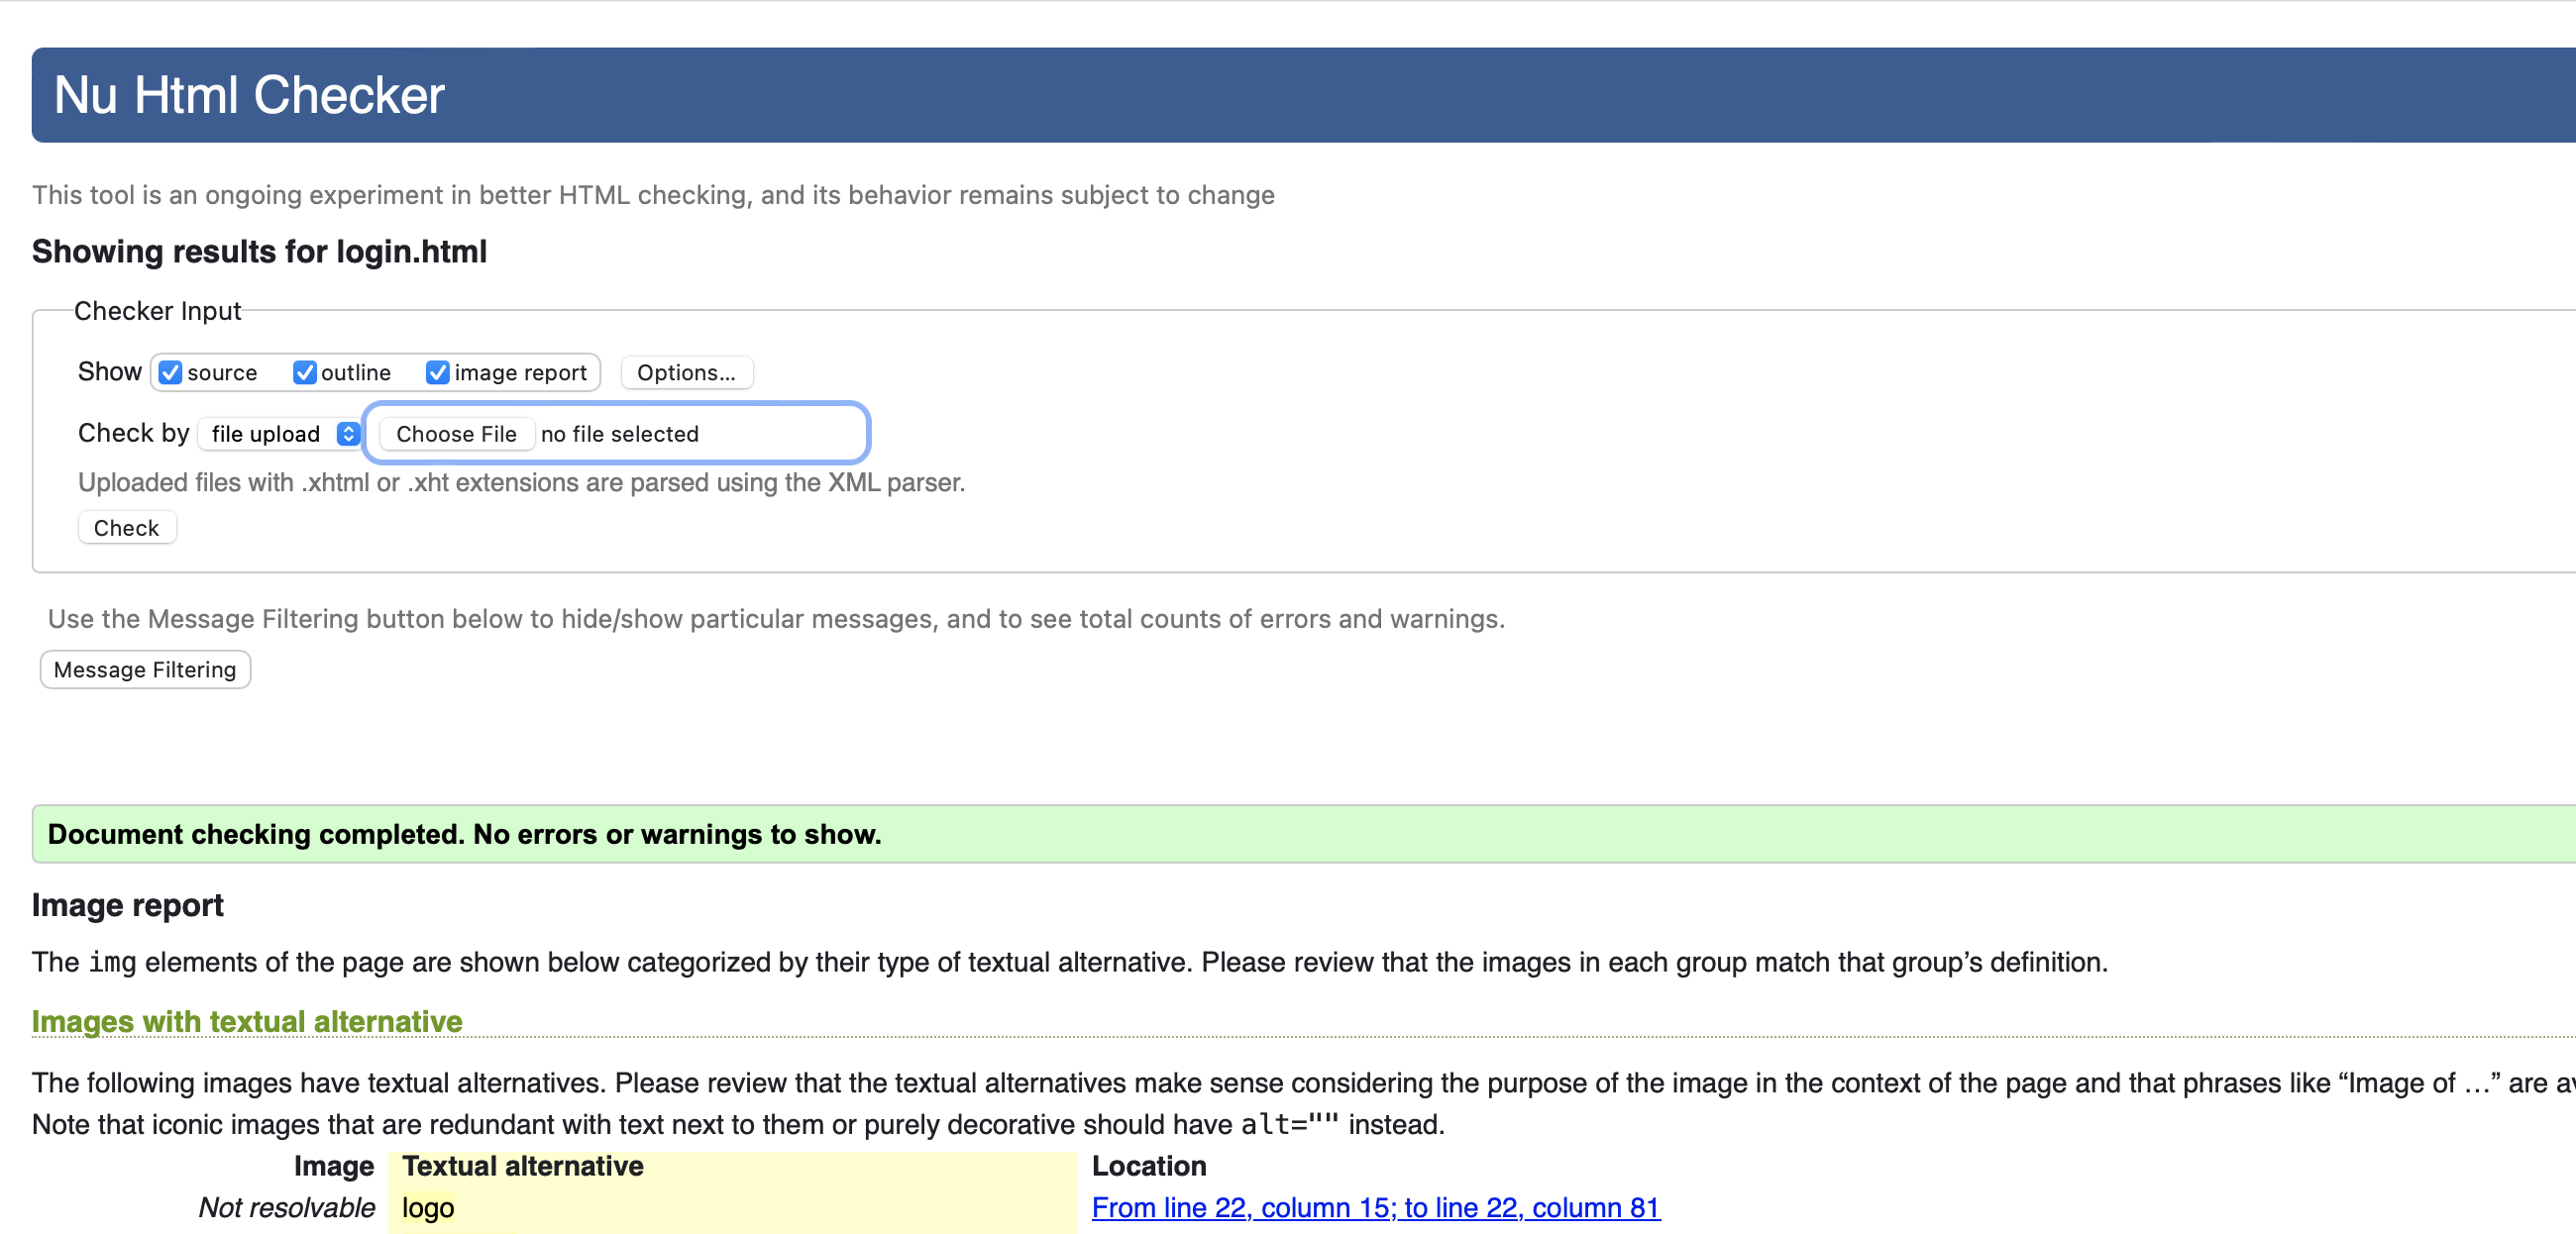 Nu Html Checker
This tool is an ongoing experiment in better HTML checking, and its behavior remains subject to change
Showing results for login.html
Checker Input
Show source outline image report Options...
Check by file upload Choose File no file selected
Uploaded files with .xhtml or .xht extensions are parsed using the XML parser.
Check
Use the Message Filtering button below to hide/show particular messages, and to see total counts of errors and warnings.
Message Filtering
Document checking completed. No errors or warnings to show.
Image report
The img elements of the page are shown below categorized by their type of textual alternative. Please review that the images in each group match that group’s definition.
Images with textual alternative
The following images have textual alternatives. Please review that the textual alternatives make sense considering the purpose of the image in the context of the page and that phrases like “Image of …” are
Note that iconic images that are redundant with text next to them or purely decorative should have alt="" instead.
Image Textual alternative Location
Not resolvable logo From line 22, column 15; to line 22, column 81